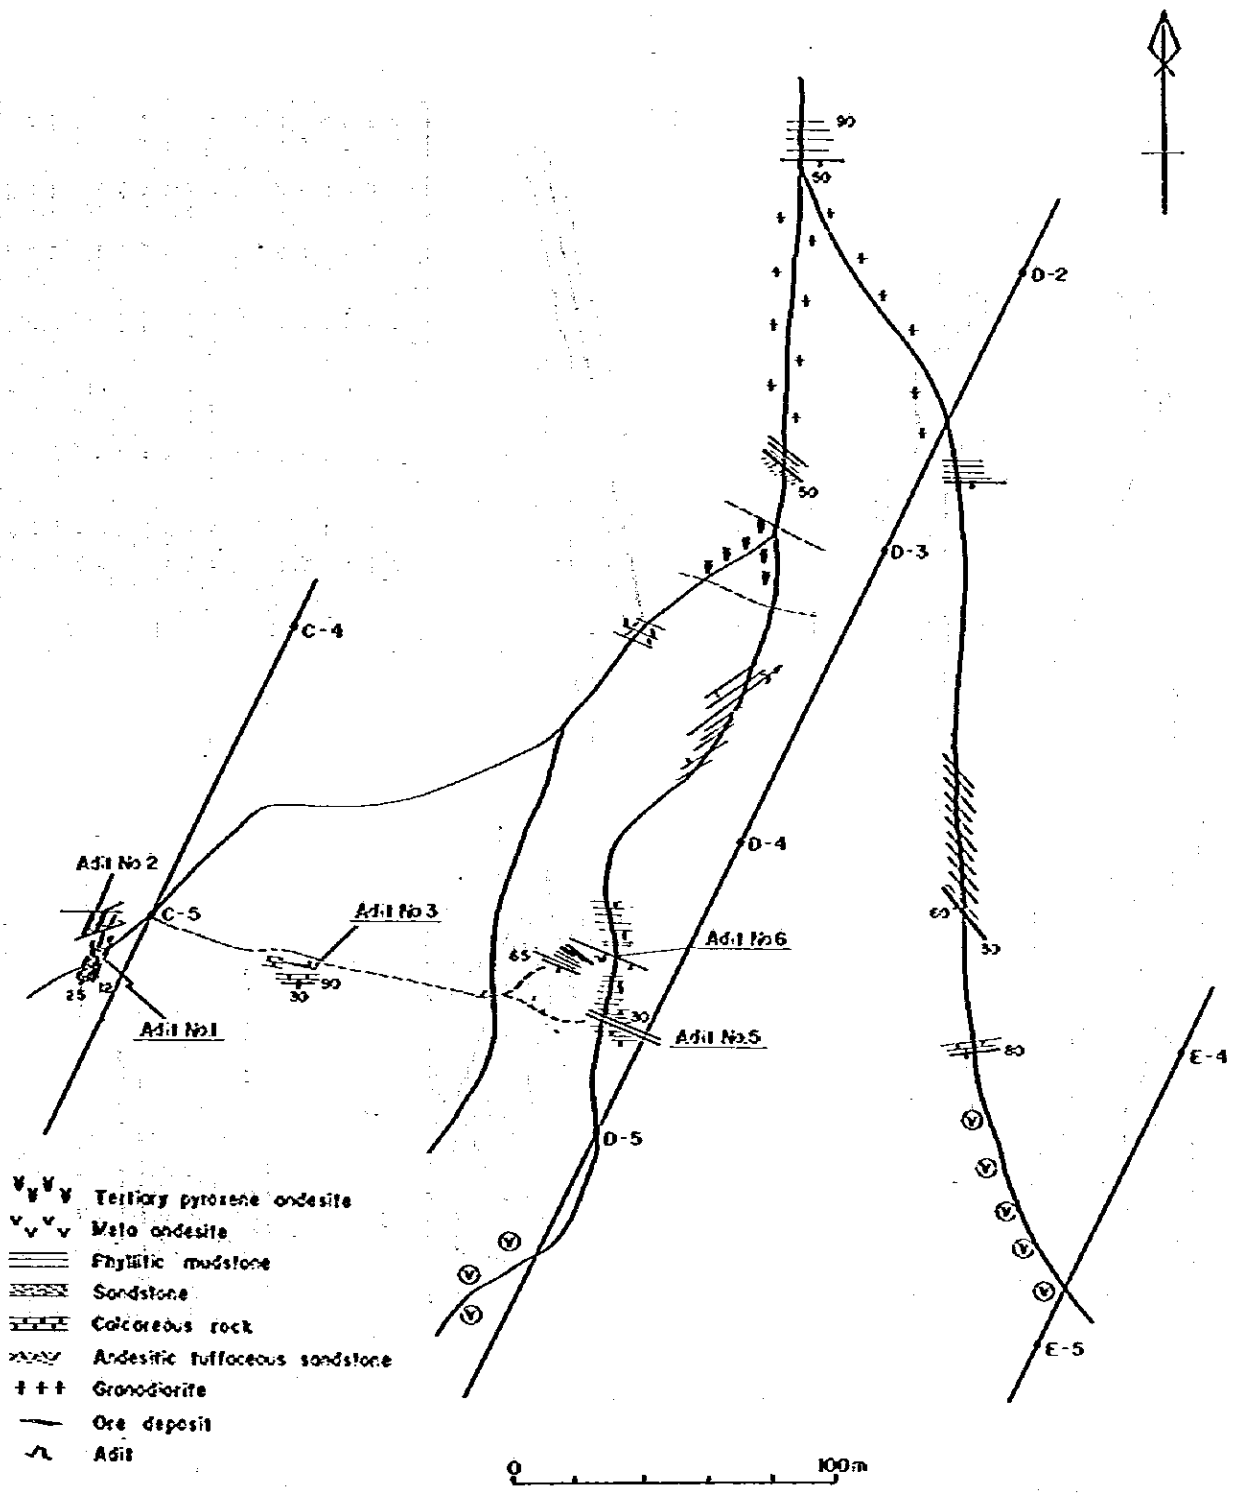 90
50
D-2
50
D-3
C-4
D-4
Adit No 2
C-5
Adit No 3
Adit No 6
65
60
30
90
30
25
12
30
Adit No.1
Adit No.5
80
E-4
D-5
Tertiary pyroxene andesite
Meta andesite
Phyllitic mudstone
Sandstone
Calcareous rock
Andesitic tuffaceous sandstone
Granodiorite
Ore deposit
Adit
E-5
0
100m